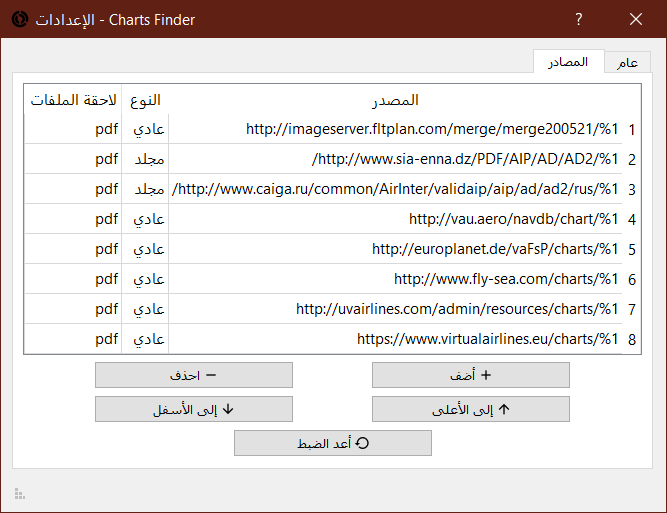 الإعدادات - Charts Finder
عام
المصادر
المصدر النوع لاحقة الملفات
1 http://imageserver.fltplan.com/merge/merge200521/%1 عادي pdf
2 /http://www.sia-enna.dz/PDF/AIP/AD/AD2/%1 مجلد pdf
3 /http://www.caiga.ru/common/AirInter/validaip/aip/ad/ad2/rus/%1 مجلد pdf
4 http://vau.aero/navdb/chart/%1 عادي pdf
5 http://europlanet.de/vaFsP/charts/%1 عادي pdf
6 http://www.fly-sea.com/charts/%1 عادي pdf
7 http://uvairlines.com/admin/resources/charts/%1 عادي pdf
8 https://www.virtualairlines.eu/charts/%1 عادي pdf
+ أضف
− احذف
↑ إلى الأعلى
↓ إلى الأسفل
أعد الضبط